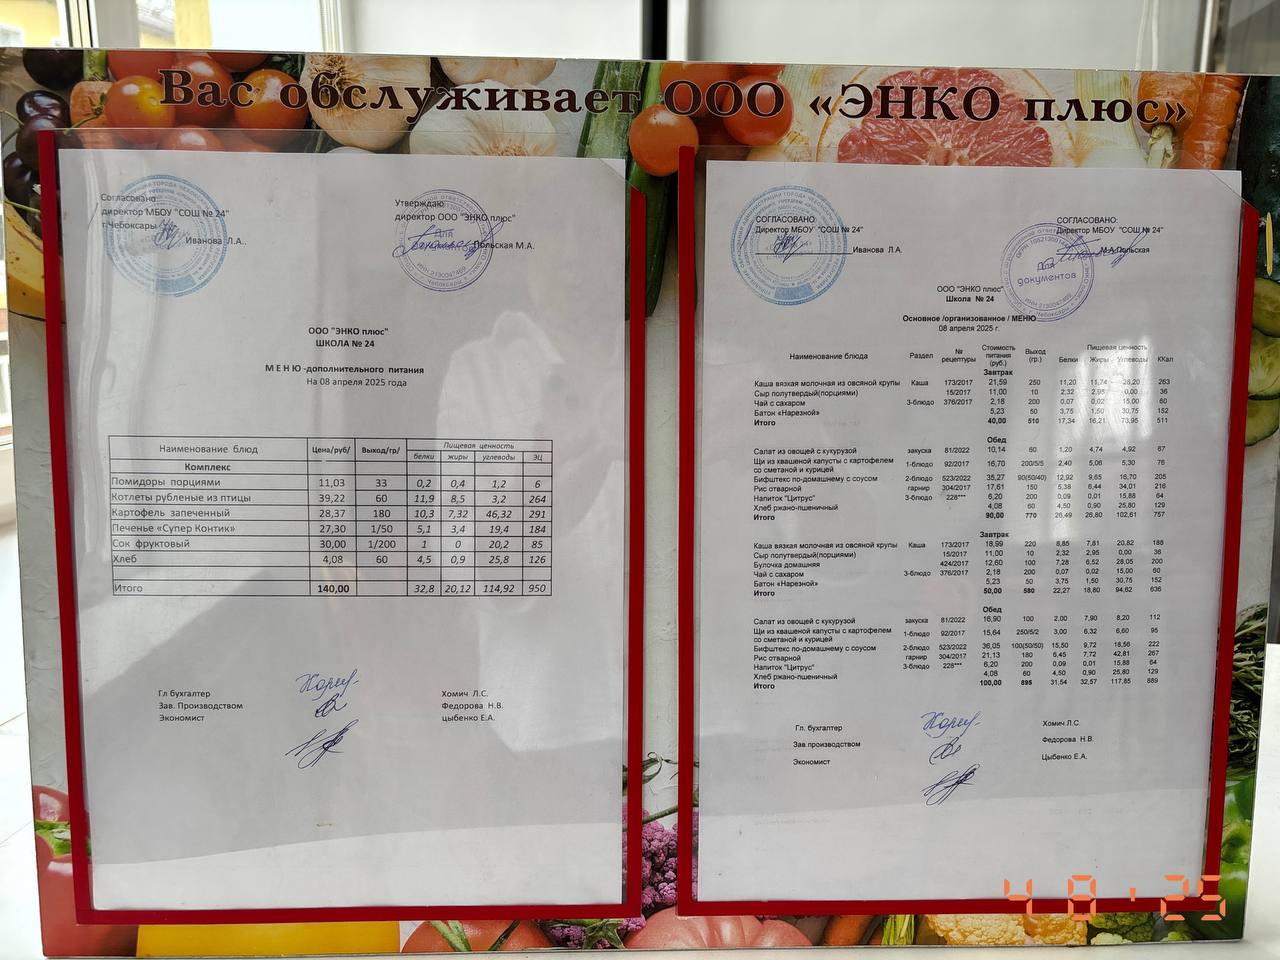 Вас обслуживает ООО «ЭНКО плюс»
Согласовано
директор МБОУ "СОШ № 24"
г.Чебоксары
Иванова Л.А..
Утверждаю
директор ООО "ЭНКО плюс"
Польская М.А.
ООО "ЭНКО плюс"
ШКОЛА № 24
М Е Н Ю -дополнительного питания
На 08 апреля 2025 года
Наименование блюд Цена/руб/ Выход/гр/ Пищевая ценность
белки жиры углеводы ЭЦ
Комплекс
Помидоры порциями 11,03 33 0,2 0,4 1,2 6
Котлеты рубленые из птицы 39,22 60 11,9 8,5 3,2 264
Картофель запеченный 28,37 180 10,3 7,32 46,32 291
Печенье «Супер Контик» 27,30 1/50 5,1 3,4 19,4 184
Сок фруктовый 30,00 1/200 1 0 20,2 85
Хлеб 4,08 60 4,5 0,9 25,8 126
Итого 140,00 32,8 20,12 114,92 950
Гл бухгалтер Хомич Л.С.
Зав. Производством Федорова Н.В.
Экономист цыбенко Е.А.
СОГЛАСОВАНО:
Директор МБОУ "СОШ № 24"
Иванова Л.А.
СОГЛАСОВАНО:
Директор МБОУ "СОШ № 24"
М.А.Польская
Для документов
ООО "ЭНКО плюс"
Школа № 24
Основное /организованное / МЕНЮ
08 апреля 2025 г.
Наименование блюда Раздел № рецептуры Стоимость питания (руб.) Выход (гр.) Пищевая ценность
Белки Жиры Углеводы ККал
Завтрак
Каша вязкая молочная из овсяной крупы Каша 173/2017 21,59 250 11,20 11,74 28,20 263
Сыр полутвердый(порциями) 15/2017 11,00 10 2,32 2,95 0,00 36
Чай с сахаром 3-блюдо 376/2017 2,18 200 0,07 0,02 15,00 60
Батон «Нарезной» 5,23 50 3,75 1,50 30,75 152
Итого 40,00 510 17,34 16,21 73,95 511
Обед
Салат из овощей с кукурузой закуска 81/2022 10,14 60 1,20 4,74 4,92 67
Щи из квашеной капусты с картофелем
со сметаной и курицей 1-блюдо 92/2017 16,70 200/5/5 2,40 5,06 5,30 76
Бифштекс по-домашнему с соусом 2-блюдо 523/2022 35,27 90(50/40) 12,92 9,65 16,70 205
Рис отварной гарнир 304/2017 17,61 150 5,38 6,44 34,01 216
Напиток "Цитрус" 3-блюдо 228*** 6,20 200 0,09 0,01 15,88 64
Хлеб ржано-пшеничный 4,08 60 4,50 0,90 25,80 129
Итого 90,00 770 26,49 26,80 102,61 757
Завтрак
Каша вязкая молочная из овсяной крупы Каша 173/2017 18,99 220 8,85 7,81 20,82 188
Сыр полутвердый(порциями) 15/2017 11,00 10 2,32 2,95 0,00 36
Булочка домашняя 424/2017 12,60 100 7,28 6,52 28,05 200
Чай с сахаром 3-блюдо 376/2017 2,18 200 0,07 0,02 15,00 60
Батон «Нарезной» 5,23 50 3,75 1,50 30,75 152
Итого 50,00 580 22,27 18,80 94,62 636
Обед
Салат из овощей с кукурузой закуска 81/2022 16,90 100 2,00 7,90 8,20 112
Щи из квашеной капусты с картофелем
со сметаной и курицей 1-блюдо 92/2017 15,64 250/5/2 3,00 6,32 6,60 95
Бифштекс по-домашнему с соусом 2-блюдо 523/2022 36,05 100(50/50) 15,50 9,72 18,56 222
Рис отварной гарнир 304/2017 21,13 180 6,45 7,72 42,81 267
Напиток "Цитрус" 3-блюдо 228*** 6,20 200 0,09 0,01 15,88 64
Хлеб ржано-пшеничный 4,08 60 4,50 0,90 25,80 129
Итого 100,00 895 31,54 32,57 117,85 889
Гл. бухгалтер Хомич Л.С.
Зав.производством Федорова Н.В.
Экономист Цыбенко Е.А.
4 8 ' 25